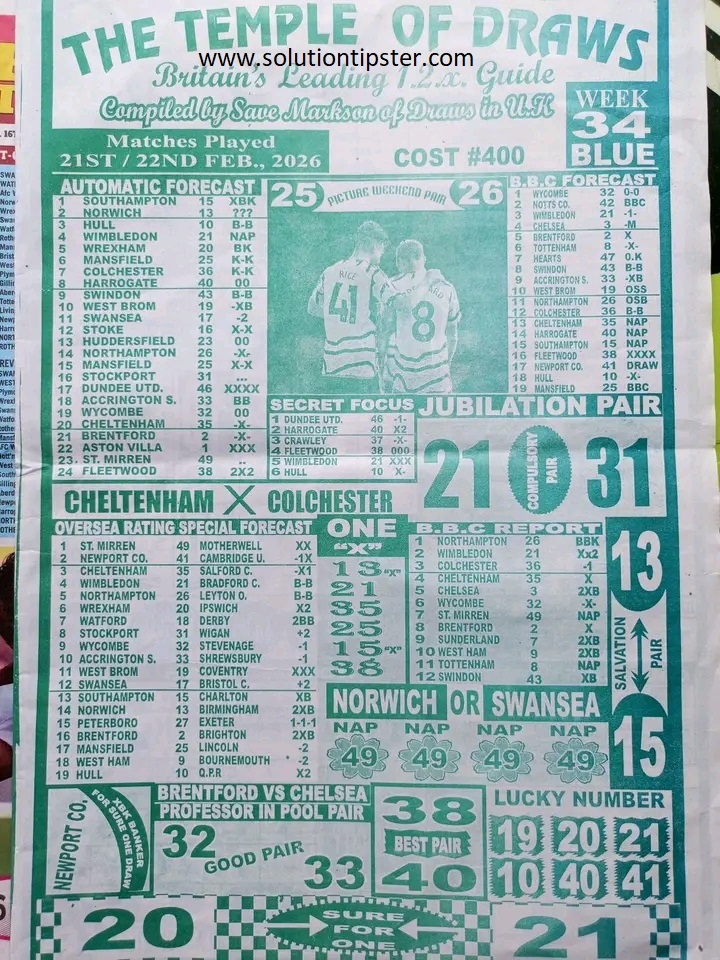 THE TEMPLE OF DRAWS
www.solutiontipster.com
Britain's Leading 1.2.x. Guide
Compiled by Save Markson of Draws in U.K
WEEK
34
BLUE
Matches Played
21ST / 22ND FEB., 2026
COST #400
AUTOMATIC FORECAST
1 SOUTHAMPTON 15 XBK
2 NORWICH 13 ???
3 HULL 10 B-B
4 WIMBLEDON 21 NAP
5 WREXHAM 20 BK
6 MANSFIELD 25 K-K
7 COLCHESTER 36 K-K
8 HARROGATE 40 00
9 SWINDON 43 B-B
10 WEST BROM 19 -XB
11 SWANSEA 17 -2
12 STOKE 16 X-X
13 HUDDERSFIELD 23 00
14 NORTHAMPTON 26 -X-
15 MANSFIELD 25 X-X
16 STOCKPORT 31 ...
17 DUNDEE UTD. 46 XXXX
18 ACCRINGTON S. 33 BB
19 WYCOMBE 32 00
20 CHELTENHAM 35 -X-
21 BRENTFORD 2 -X-
22 ASTON VILLA 1 XXX
23. ST. MIRREN 49 ..
24 FLEETWOOD 38 2X2
25 PICTURE WEEKEND PAIR 26
RICE
41
8
B.B.C FORECAST
1 WYCOMBE 32 0-0
2 NOTTS CO. 42 BBC
3 WIMBLEDON 21 -1-
4 CHELSEA 3 -M
5 BRENTFORD 2 X
6 TOTTENHAM 8 -X-
7 HEARTS 47 0.K
8 SWINDON 43 B-B
9 ACCRINGTON S. 33 -XB
10 WEST BROM 19 OSS
11 NORTHAMPTON 26 OSB
12 COLCHESTER 36 B-B
13 CHELTENHAM 35 NAP
14 HARROGATE 40 NAP
15 SOUTHAMPTON 15 NAP
16 FLEETWOOD 38 XXXX
17 NEWPORT CO. 41 DRAW
18 HULL 10 -X-
19 MANSFIELD 25 BBC
SECRET FOCUS
1 DUNDEE UTD. 46 -1-
2 HARROGATE 40 X2
3 CRAWLEY 37 -X-
4 FLEETWOOD 38 000
5 WIMBLEDON 21 XXX
6 HULL 10 X-
JUBILATION PAIR
21 COMPULSORY PAIR 31
CHELTENHAM X COLCHESTER
OVERSEA RATING SPECIAL FORECAST
1 ST. MIRREN 49 MOTHERWELL XX
2 NEWPORT CO. 41 CAMBRIDGE U. -1X
3 CHELTENHAM 35 SALFORD C. -X1
4 WIMBLEDON 21 BRADFORD C. B-B
5 NORTHAMPTON 26 LEYTON O. B-B
6 WREXHAM 20 IPSWICH X2
7 WATFORD 18 DERBY 2BB
8 STOCKPORT 31 WIGAN +2
9 WYCOMBE 32 STEVENAGE -1
10 ACCRINGTON S. 33 SHREWSBURY -1
11 WEST BROM 19 COVENTRY XXX
12 SWANSEA 17 BRISTOL C. +2
13 SOUTHAMPTON 15 CHARLTON XB
14 NORWICH 13 BIRMINGHAM 2XB
15 PETERBORO 27 EXETER 1-1-1
16 BRENTFORD 2 BRIGHTON 2XB
17 MANSFIELD 25 LINCOLN -2
18 WEST HAM 9 BOURNEMOUTH -2
19 HULL 10 Q.P.R X2
ONE
"X"
13 "X"
21
35
25
15 "X"
38
B.B.C REPORT
1 NORTHAMPTON 26 BBK
2 WIMBLEDON 21 Xx2
3 COLCHESTER 36 -1
4 CHELTENHAM 35 X
5 CHELSEA 3 2XB
6 WYCOMBE 32 -X-
7 ST. MIRREN 49 NAP
8 BRENTFORD 2 X
9 SUNDERLAND 7 2XB
10 WEST HAM 9 2XB
11 TOTTENHAM 8 NAP
12 SWINDON 43 XB
13
SALVATION PAIR
15
NORWICH OR SWANSEA
NAP NAP NAP NAP
49 49 49 49
NEWPORT CO,
XBK BANKER
FOR SURE ONE DRAW
BRENTFORD VS CHELSEA
PROFESSOR IN POOL PAIR
32 GOOD PAIR 33
38
BEST PAIR
40
LUCKY NUMBER
19 20 21
10 40 41
20 SURE FOR ONE 21